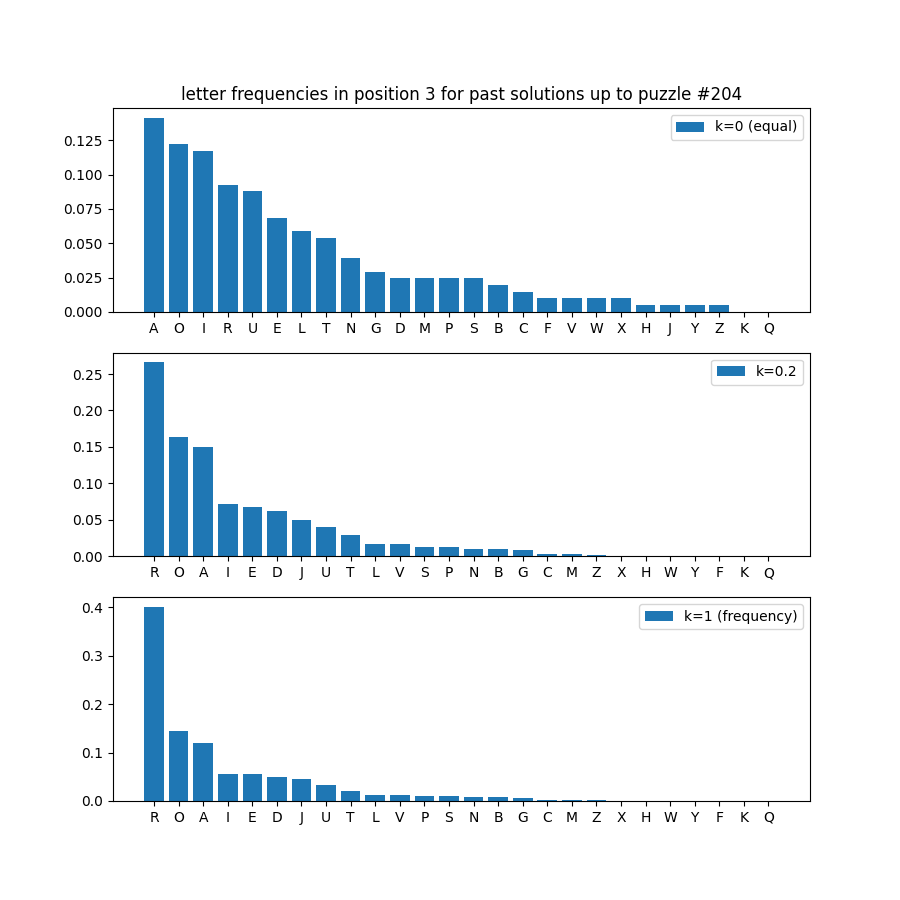 letter frequencies in position 3 for past solutions up to puzzle #204
k=0 (equal)
0.125
0.100
0.075
0.050
0.025
0.000
A O I R U E L T N G D M P S B C F V W X H J Y Z K Q
k=0.2
0.25
0.20
0.15
0.10
0.05
0.00
R O A I E D J U T L V S P N B G C M Z X H W Y F K Q
k=1 (frequency)
0.4
0.3
0.2
0.1
0.0
R O A I E D J U T L V P S N B G C M Z X H W Y F K Q